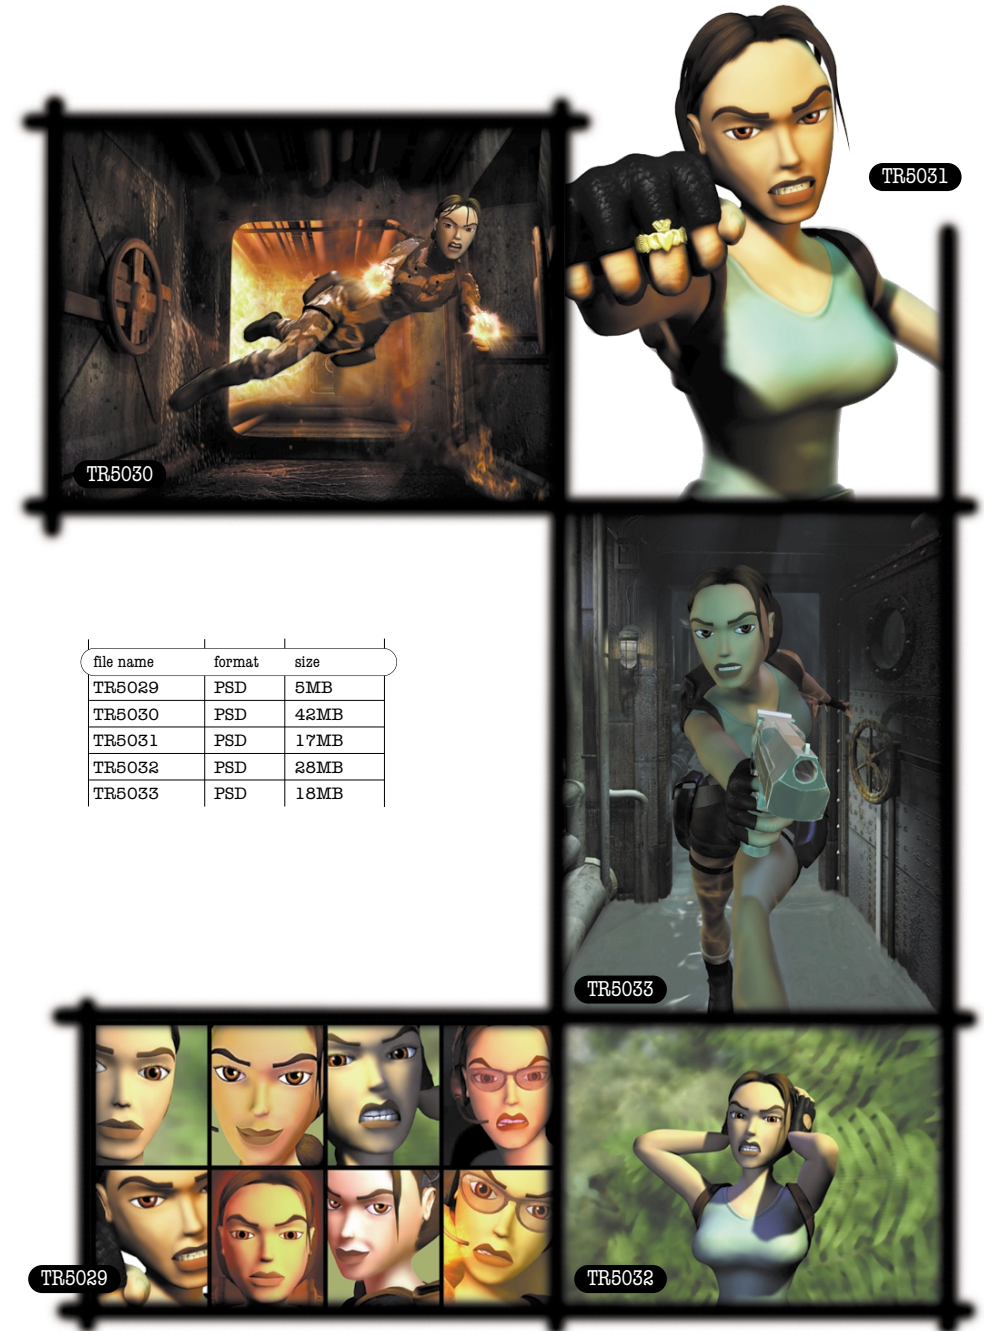 TR5031
TR5030
file name format size
TR5029 PSD 5MB
TR5030 PSD 42MB
TR5031 PSD 17MB
TR5032 PSD 28MB
TR5033 PSD 18MB
TR5033
TR5029
TR5032